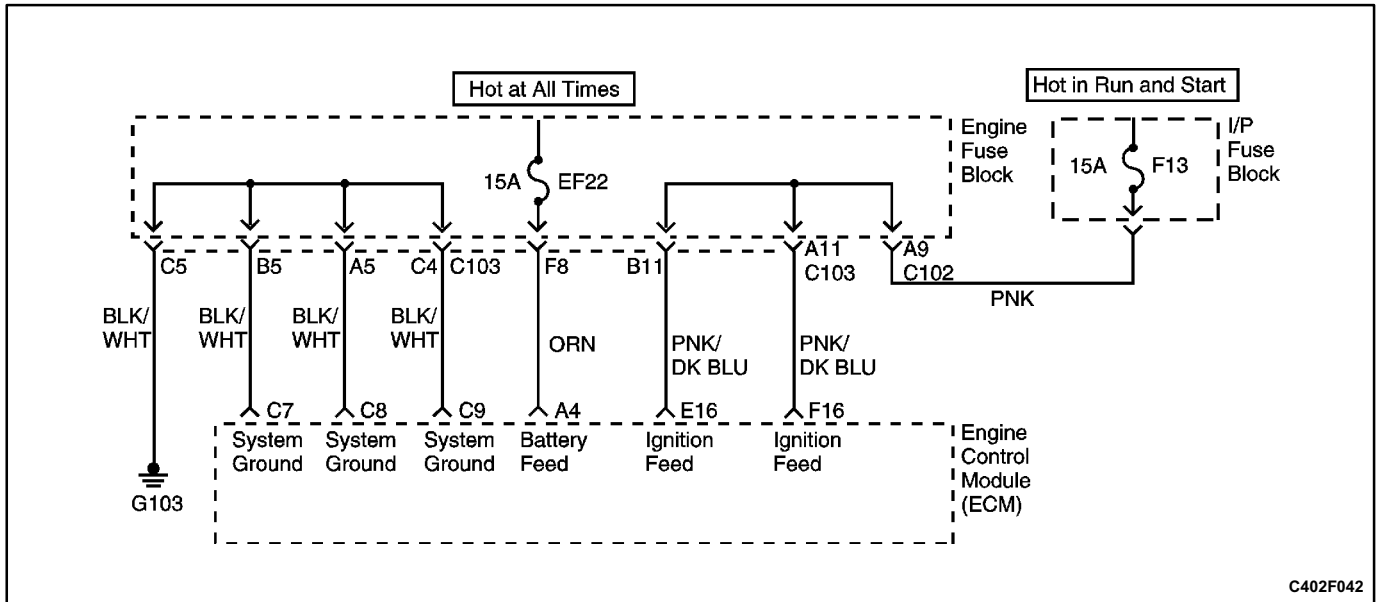 Hot at All Times
Hot in Run and Start
Engine
Fuse
Block
I/P
Fuse
Block
15A
EF22
15A
F13
C5
B5
A5
C4
C103
F8
B11
A11
C103
A9
C102
PNK
BLK/
WHT
BLK/
WHT
BLK/
WHT
BLK/
WHT
ORN
PNK/
DK BLU
PNK/
DK BLU
C7
C8
C9
A4
E16
F16
System
Ground
System
Ground
System
Ground
Battery
Feed
Ignition
Feed
Ignition
Feed
Engine
Control
Module
(ECM)
G103
C402F042